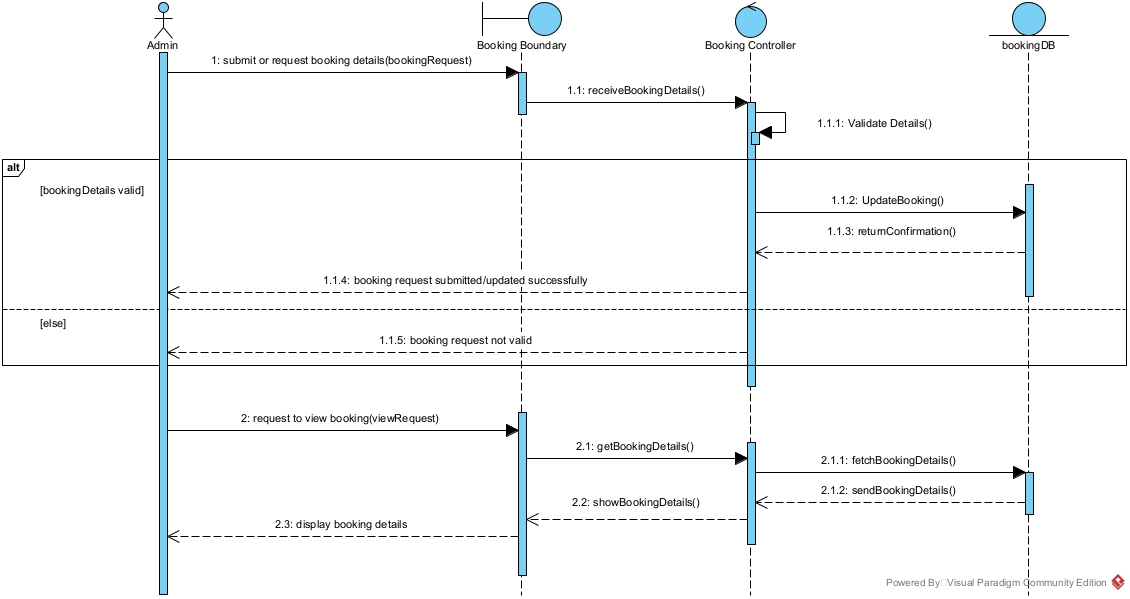 Admin
Booking Boundary
Booking Controller
bookingDB
1: submit or request booking details(bookingRequest)
1.1: receiveBookingDetails()
1.1.1: Validate Details()
alt
[bookingDetails valid]
1.1.2: UpdateBooking()
1.1.3: returnConfirmation()
1.1.4: booking request submitted/updated successfully
[else]
1.1.5: booking request not valid
2: request to view booking(viewRequest)
2.1: getBookingDetails()
2.1.1: fetchBookingDetails()
2.1.2: sendBookingDetails()
2.2: showBookingDetails()
2.3: display booking details
Powered By Visual Paradigm Community Edition